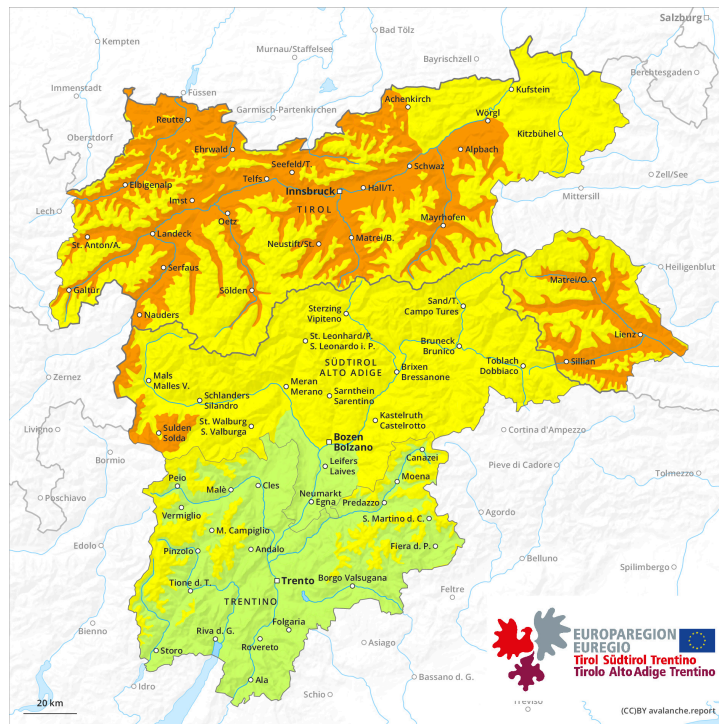 Salzburg
Kempten
Bad Tölz
Murnau/Staffelsee
Bayrischzell
Berchtesgaden
Immenstadt
Füssen
Garmisch-Partenkirchen
Achenkirch
Kufstein
Reutte
Oberstdorf
Wörgl
Kitzbühel
Ehrwald
Alpbach
Seefeld/T.
Schwaz
Zell/See
Telfs
Elbigenalp
Innsbruck
Hall/T.
Mittersill
Lech
Imst
TIROL
Oetz
Mayrhofen
St. Anton/A.
Landeck
Neustift/St.
Matrei/B.
Serfaus
Heiligenblut
Galtür
Sölden
Matrei/O.
Nauders
Sand/T.
Campo Tures
Sterzing
Vipiteno
Lienz
St. Leonhard/P.
S. Leonardo i. P.
Bruneck
Brunico
Sillian
Toblach
Dobbiaco
SÜDTIROL
ALTO ADIGE
Brixen
Bressanone
Zernez
Mals
Malles V.
Meran
Merano
Sarnthein
Sarentino
Schlanders
Silandro
Livigno
St. Walburg
S. Valburga
Kastelruth
Castelrotto
Sulden
Solda
Cortina d'Ampezzo
Bozen
Bolzano
Bormio
Canazei
Leifers
Laives
Pieve di Cadore
Tolmezzo
Poschiavo
Peio
Malè
Cles
Moena
Neumarkt
Egna
Predazzo
Vermiglio
Agordo
S. Martino d. C.
M. Campiglio
Edolo
Pinzolo
Andalo
Fiera d. P.
Belluno
Spilimbergo
Tione d. T.
Trento
Borgo Valsugana
Feltre
TRENTINO
Bienno
Folgaria
Riva d. G.
Storo
Rovereto
Asiago
Ala
Idro
Schio
Bassano d. G.
Treviso
EUROPAREGION
EUREGIO
Tirol Südtirol Trentino
Tirolo Alto Adige Trentino
20 km
(CC)BY avalanche.report